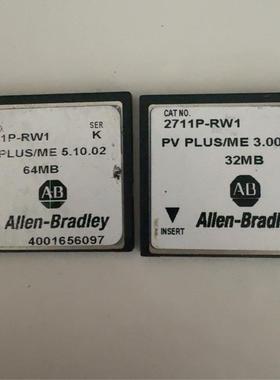 SER
1P-RW1 K
PLUS/ME 5.10.02
64MB
AB
Allen-Bradley
4001656097
CAT NO.
2711P-RW1
PV PLUS/ME 3.00
32MB
AB
INSERT
Allen-Brad